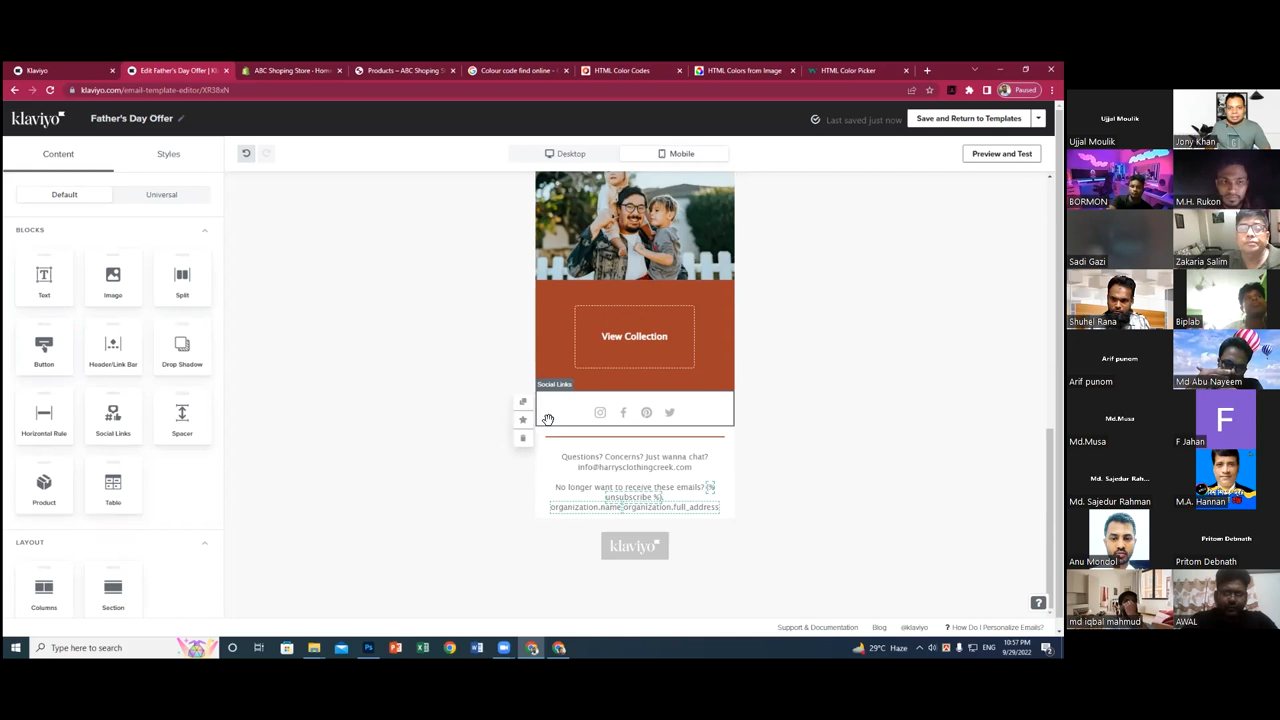 Klaviyo
Edit Father's Day Offer | Kl
ABC Shoping Store · Hom
Products – ABC Shoping S
Colour code find online -
HTML Color Codes
HTML Colors from Image
HTML Color Picker
klaviyo.com/email-template-editor/XR38xN
Paused
klaviyo
Father's Day Offer
Last saved just now
Save and Return to Templates
Content
Styles
Desktop
Mobile
Preview and Test
Default
Universal
BLOCKS
Text
Image
Split
Button
Header/Link Bar
Drop Shadow
Horizontal Rule
Social Links
Spacer
Product
Table
LAYOUT
Columns
Section
View Collection
Social Links
Questions? Concerns? Just wanna chat?
info@harrysclothingcreek.com
No longer want to receive these emails? {%
unsubscribe %}.
organization.name organization.full_address
klaviyo
?
Support & Documentation
Blog
@klaviyo
? How Do I Personalize Emails?
Type here to search
29°C Haze
ENG
10:57 PM
9/29/2022
2
Ujjal Moulik
Ujjal Moulik
Jony Khan
BORMON
M.H. Rukon
Sadi Gazi
Zakaria Salim
Shuhel Rana
Biplab
Arif punom
Arif punom
Md Abu Nayeem
Md.Musa
Md.Musa
F
F Jahan
Md. Sajedur Rah...
Md. Sajedur Rahman
M.A. Hannan
Anu Mondol
Pritom Debnath
Pritom Debnath
md iqbal mahmud
AWAL